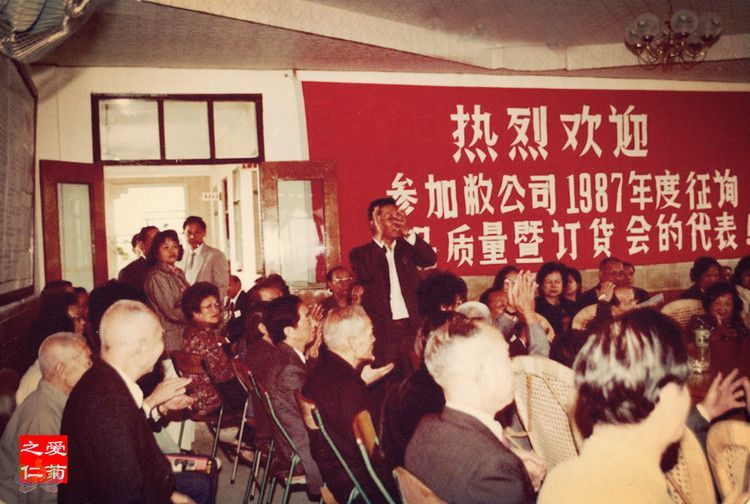 热烈欢迎
参加敝公司1987年度征询
质量暨订货会的代表!
爱菊
之仁